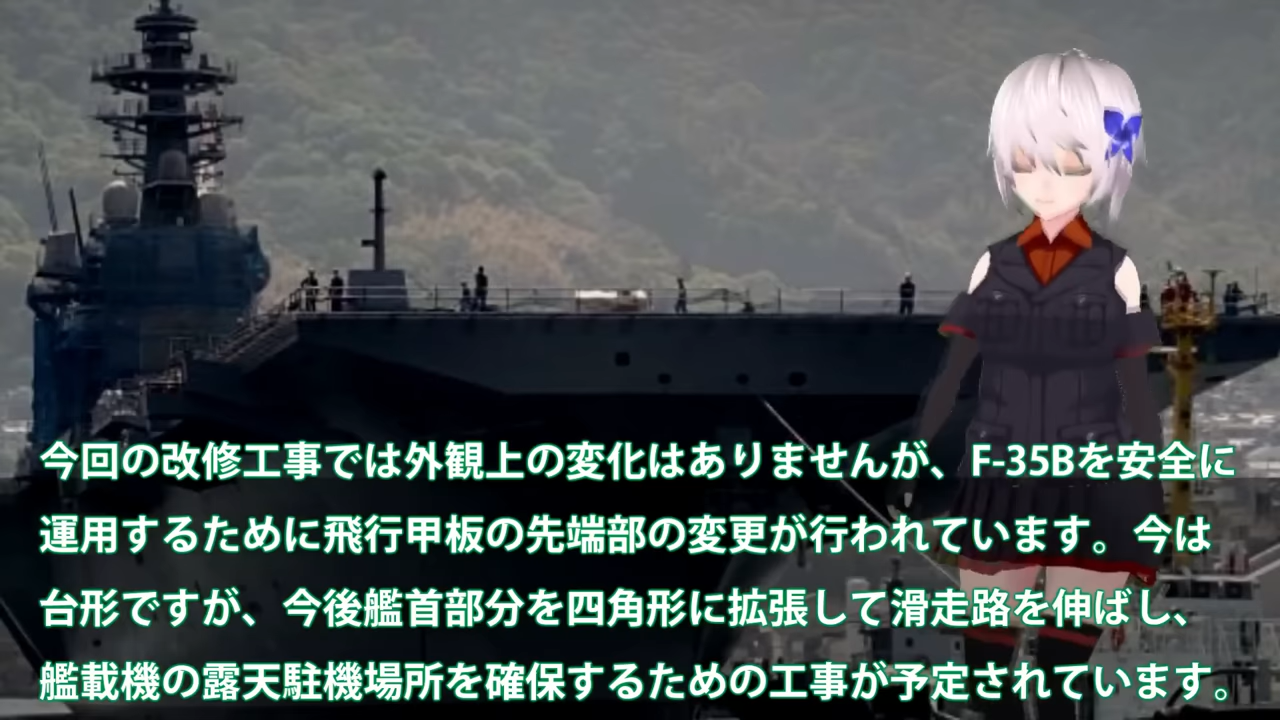 今回の改修工事では外観上の変化はありませんが、F-35Bを安全に
運用するために飛行甲板の先端部の変更が行われています。今は
台形ですが、今後艦首部分を四角形に拡張して滑走路を伸ばし、
艦載機の露天駐機場所を確保するための工事が予定されています。